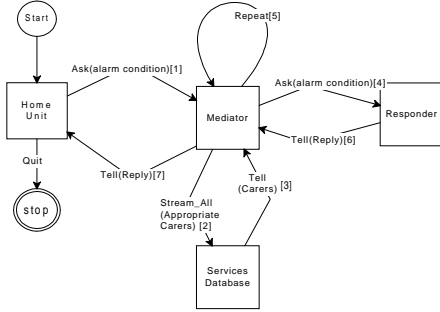 Start
Repeat[5]
Ask(alarm condition)[1]
Ask(alarm condition)[4]
Home
Unit
Mediator
Responder
Tell(Reply)[6]
Quit
Tell(Reply)[7]
Tell
(Carers) [3]
Stream_All
(Appropriate
Carers) [2]
stop
Services
Database